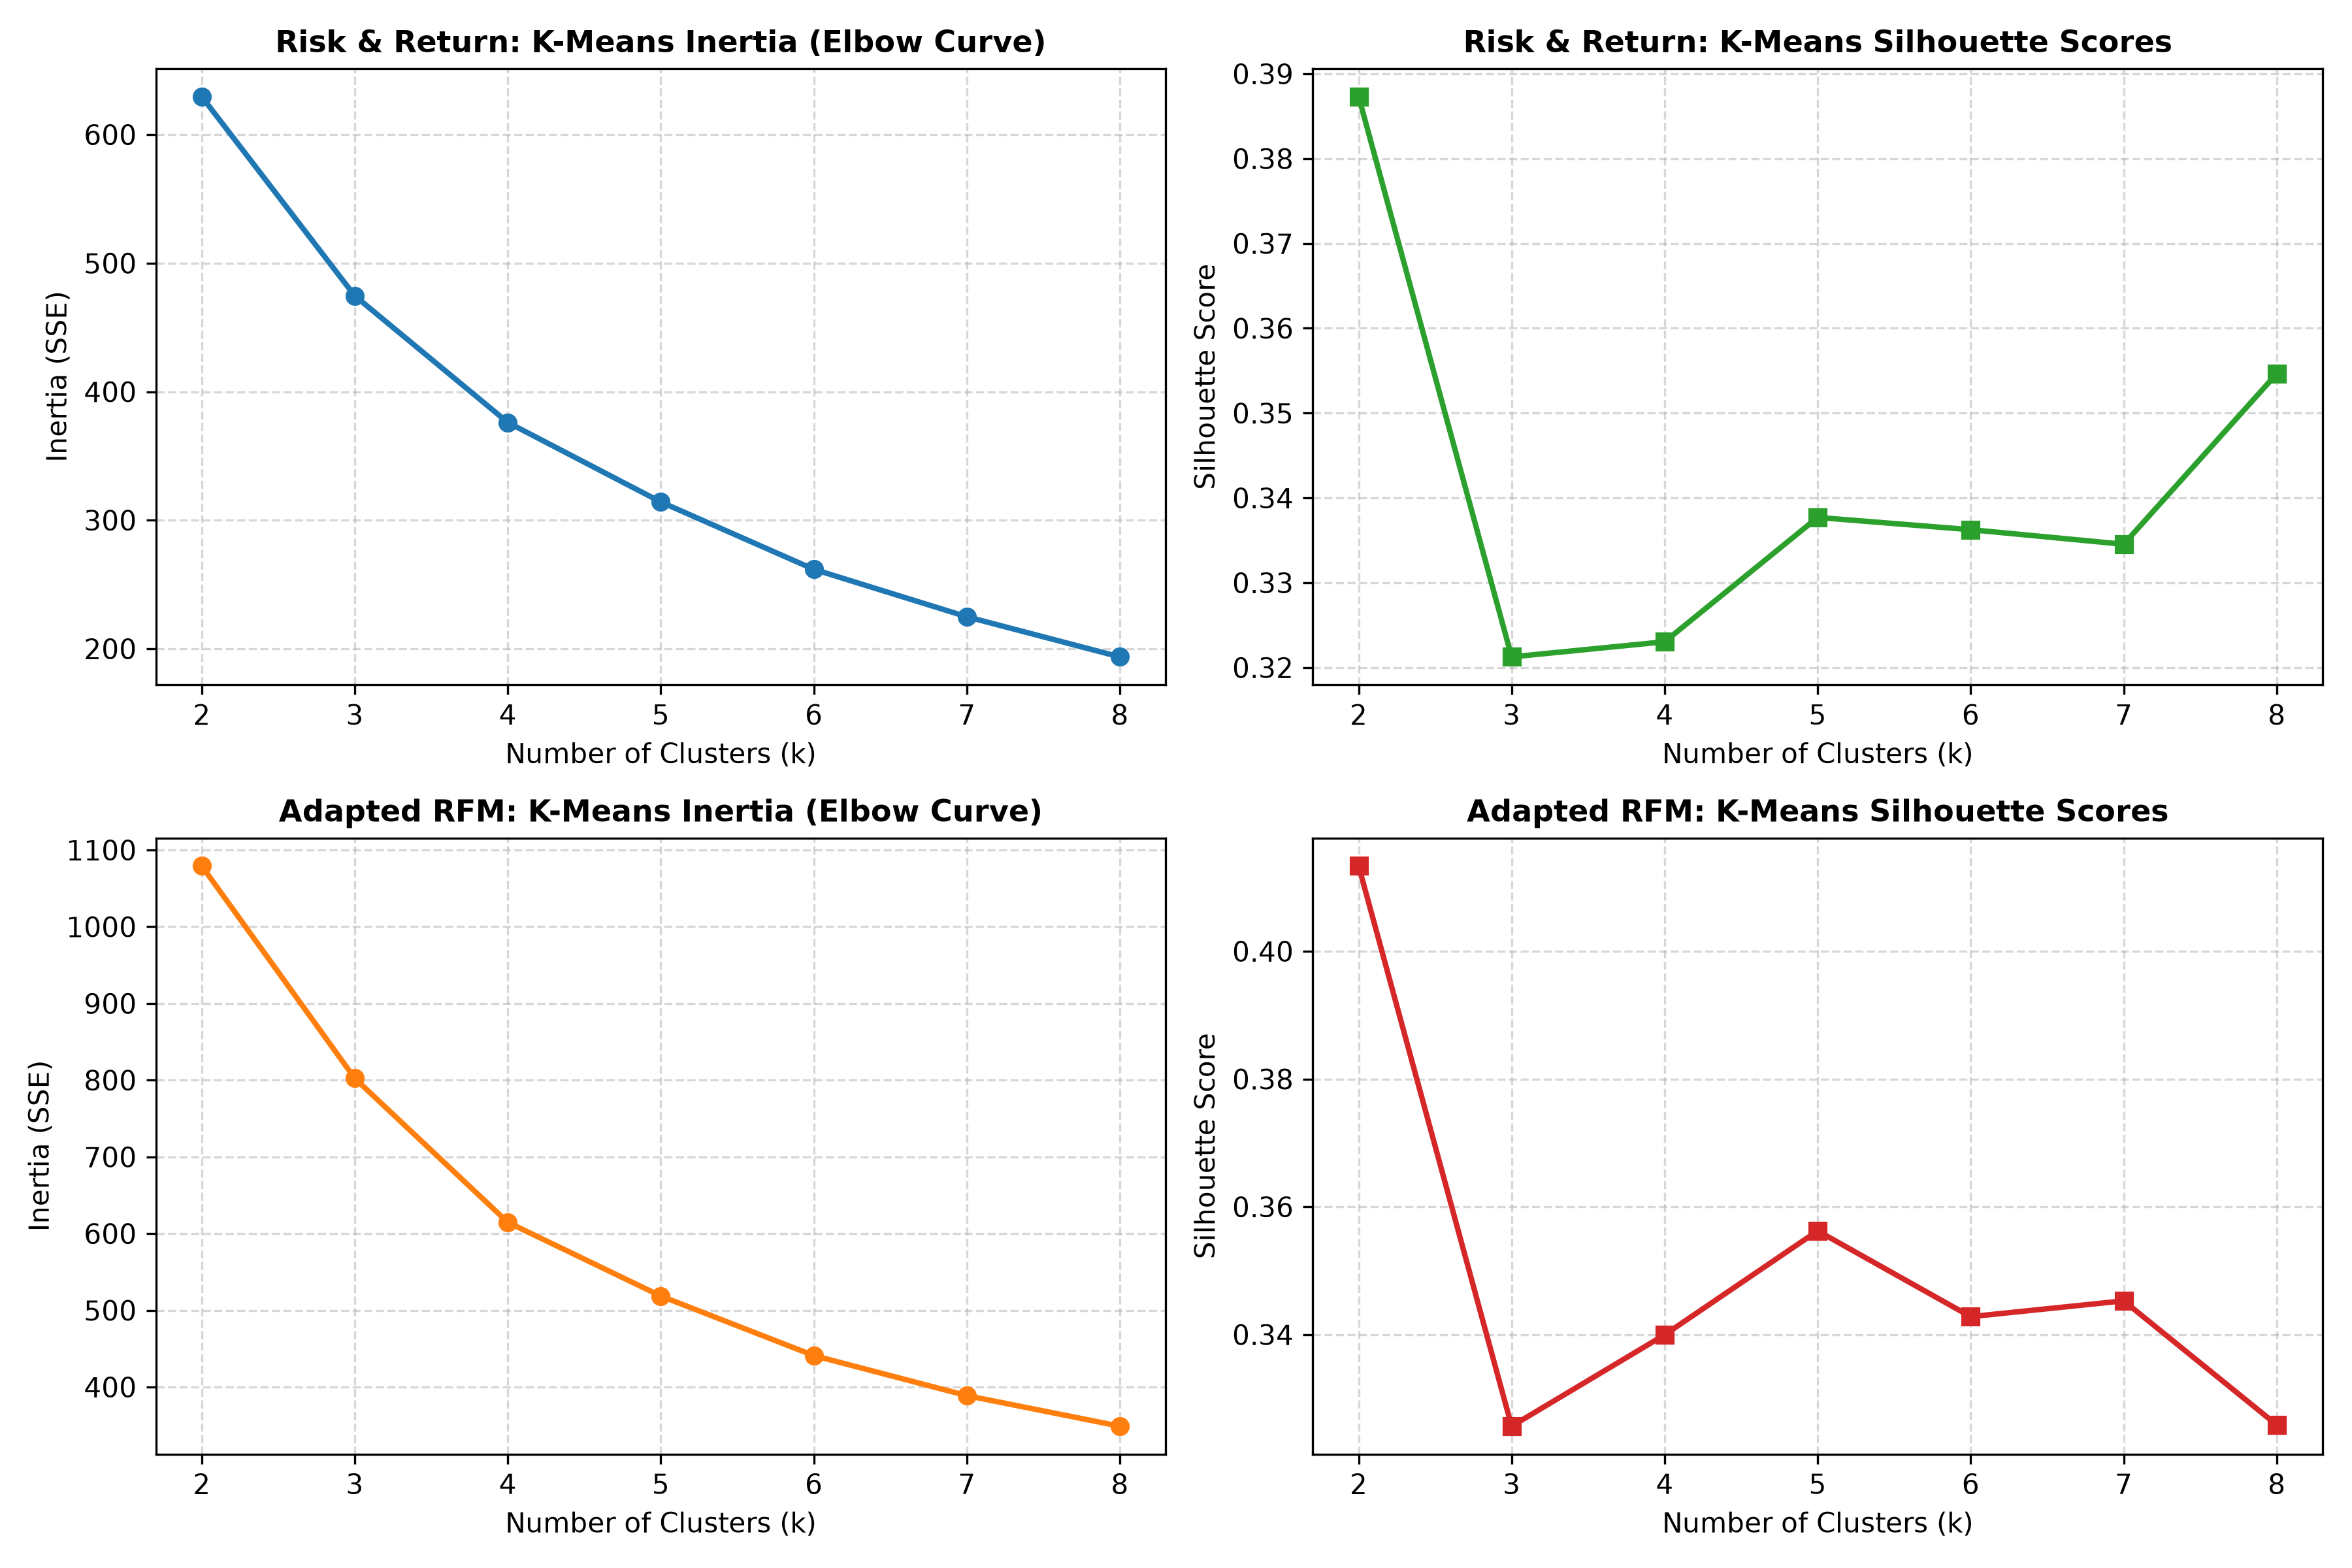 Risk & Return: K-Means Inertia (Elbow Curve)
600
500
400
300
200
Inertia (SSE)
2 3 4 5 6 7 8
Number of Clusters (k)
Risk & Return: K-Means Silhouette Scores
0.39
0.38
0.37
0.36
0.35
0.34
0.33
0.32
Silhouette Score
2 3 4 5 6 7 8
Number of Clusters (k)
Adapted RFM: K-Means Inertia (Elbow Curve)
1100
1000
900
800
700
600
500
400
Inertia (SSE)
2 3 4 5 6 7 8
Number of Clusters (k)
Adapted RFM: K-Means Silhouette Scores
0.40
0.38
0.36
0.34
Silhouette Score
2 3 4 5 6 7 8
Number of Clusters (k)